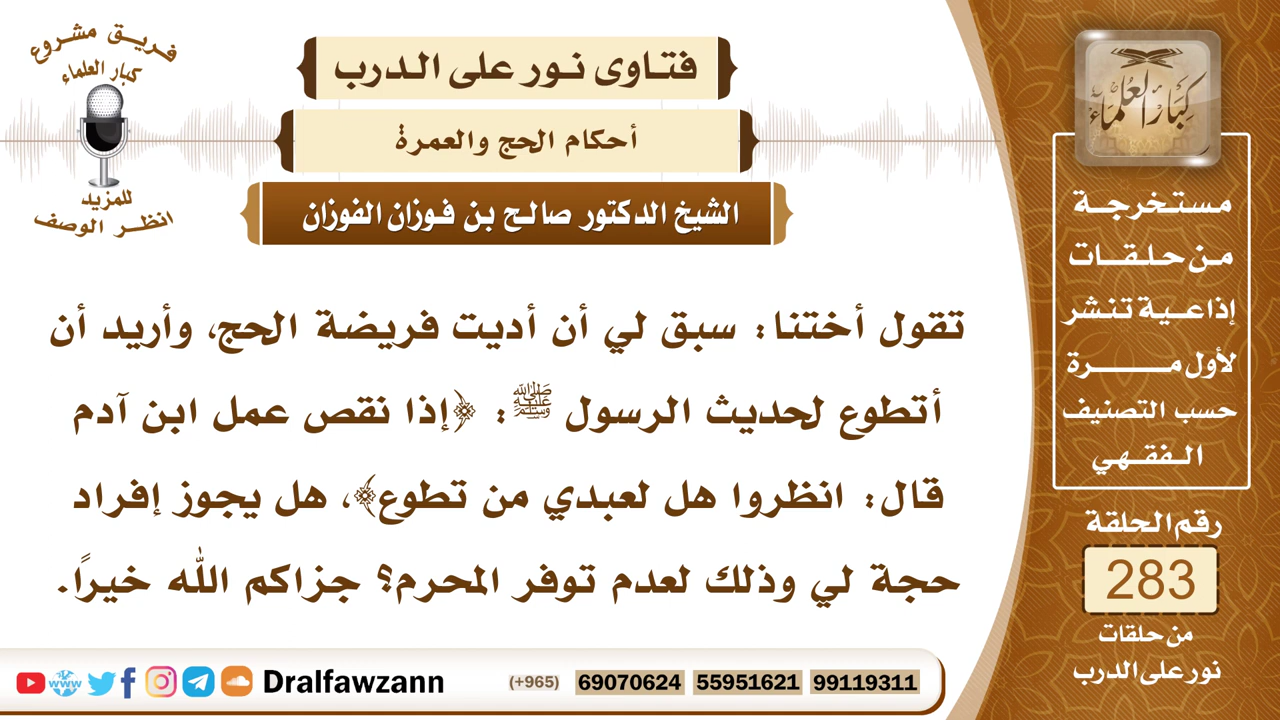 فريق مشروع
كبار العلماء
للمزيد
انظر الوصف
فتاوى نور على الدرب
أحكام الحج والعمرة
الشيخ الدكتور صالح بن فوزان الفوزان
تقول أختنا: سبق لي أن أديت فريضة الحج، وأريد أن
أتطوع لحديث الرسول ﷺ: ﴿إذا نقص عمل ابن آدم
قال: انظروا هل لعبدي من تطوع﴾، هل يجوز إفراد
حجة لي وذلك لعدم توفر المحرم؟ جزاكم الله خيراً.
كبار العلماء
مستخرجة
من حلقات
إذاعية تنشر
لأول مرة
حسب التصنيف
الفقهي
رقم الحلقة
283
من حلقات
نور على الدرب
www
Dralfawzann
(+965) 69070624 55951621 99119311